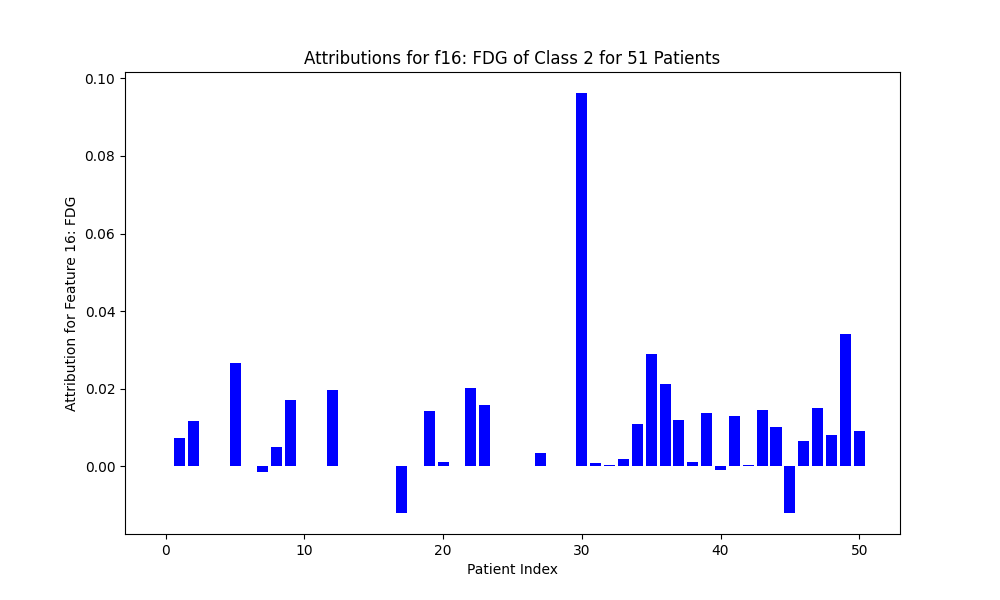 Attributions for f16: FDG of Class 2 for 51 Patients
Attribution for Feature 16: FDG
0.10
0.08
0.06
0.04
0.02
0.00
0 10 20 30 40 50
Patient Index